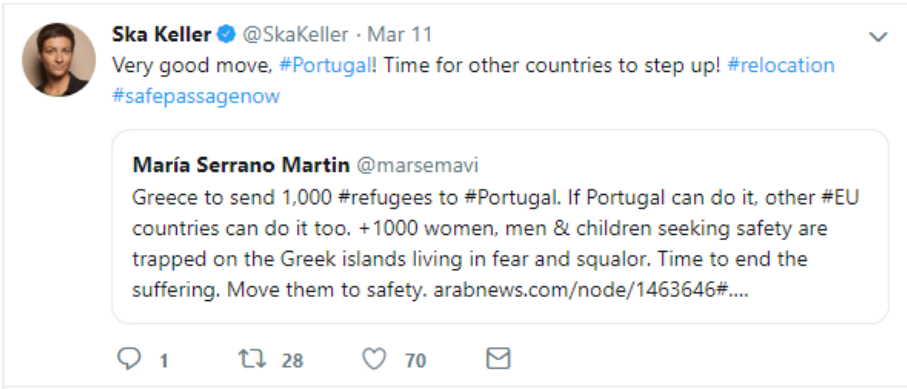 Ska Keller @SkaKeller · Mar 11
Very good move, #Portugal! Time for other countries to step up! #relocation
#safepassagenow
María Serrano Martin @marsemavi
Greece to send 1,000 #refugees to #Portugal. If Portugal can do it, other #EU
countries can do it too. +1000 women, men & children seeking safety are
trapped on the Greek islands living in fear and squalor. Time to end the
suffering. Move them to safety. arabnews.com/node/1463646#....
1 28 70